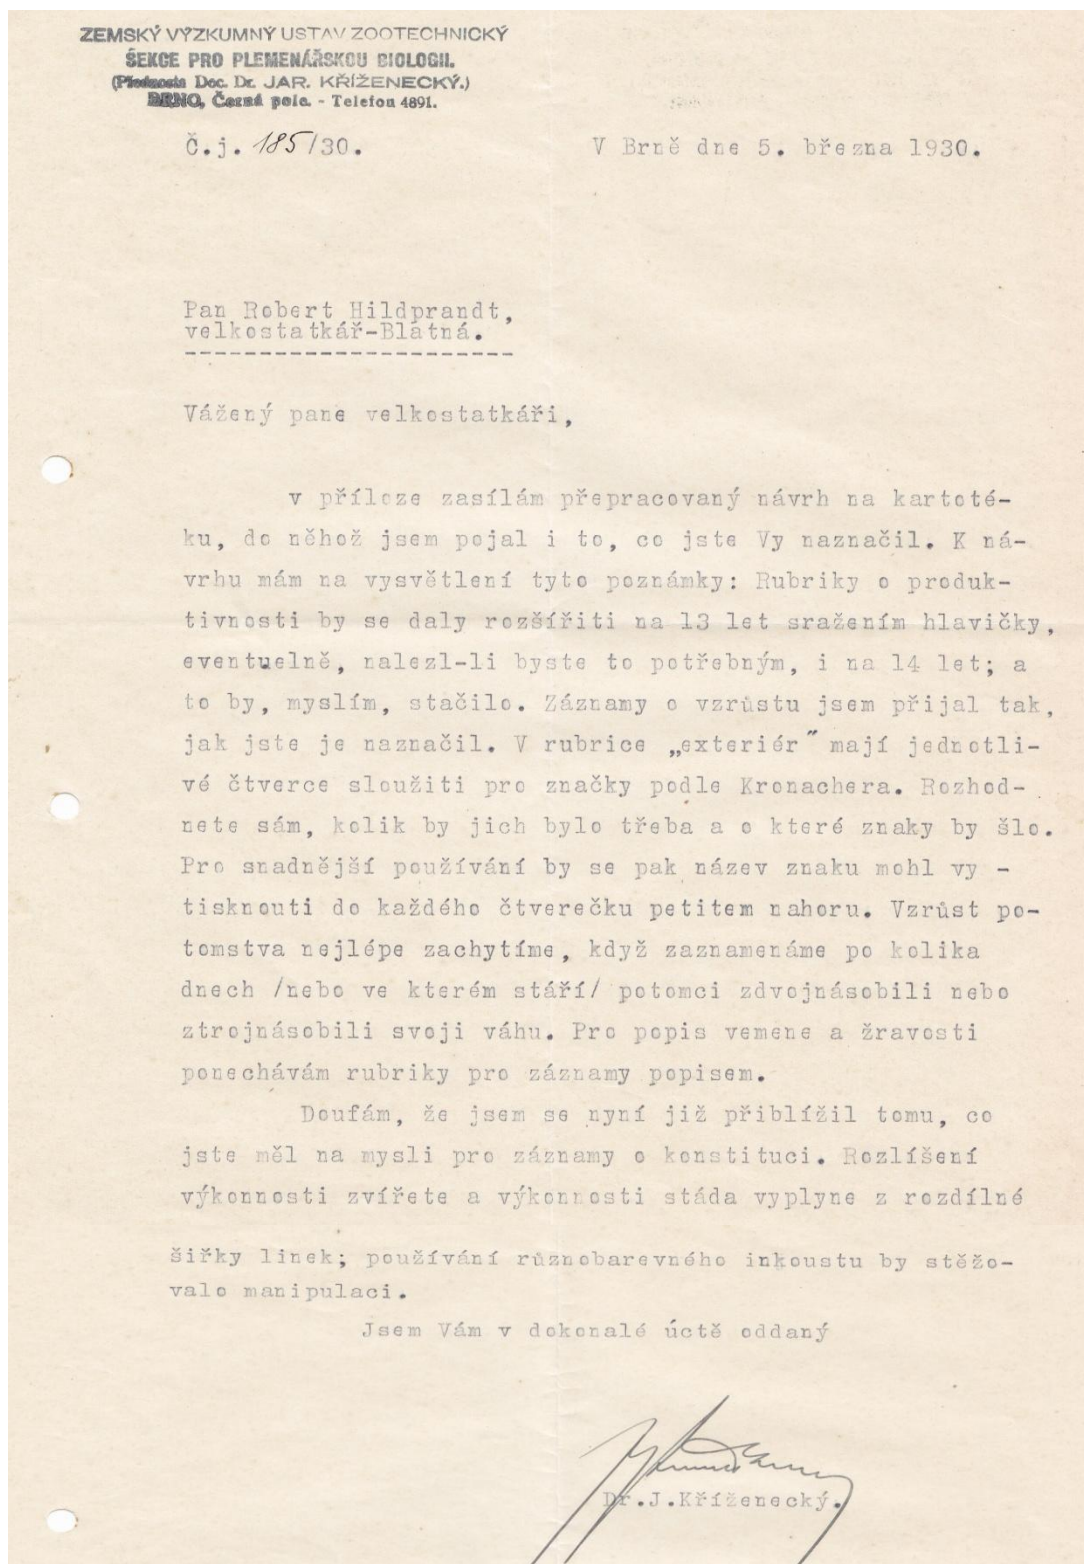 ZEMSKÝ VÝZKUMNÝ USTAV ZOOTECHNICKÝ
SEKCE PRO PLEMENÁŘSKOU BIOLOGII.
(Přednosta Doc. Dr. JAR. KŘÍŽENECKÝ.)
BRNO, Černá pole. - Telefon 4891.
Č.j. 185/30.
V Brně dne 5. března 1930.
Pan Robert Hildprandt,
velkostatkář-Blatná.
----------------------
Vážený pane velkostatkáři,
v příloze zasílám přepracovaný návrh na kartoté-
ku, do něhož jsem pojal i to, co jste Vy naznačil. K ná-
vrhu mám na vysvětlení tyto poznámky: Rubriky o produk-
tivnosti by se daly rozšířiti na 13 let sražením hlavičky,
eventuelně, nalezl-li byste to potřebným, i na 14 let; a
to by, myslím, stačilo. Záznamy o vzrůstu jsem přijal tak,
jak jste je naznačil. V rubrice „exteriér" mají jednotli-
vé čtverce sloužiti pro značky podle Kronachera. Rozhod-
nete sám, kolik by jich bylo třeba a o které znaky by šlo.
Pro snadnější používání by se pak název znaku mohl vy -
tisknouti do každého čtverečku petitem nahoru. Vzrůst po-
tomstva nejlépe zachytíme, když zaznamenáme po kolika
dnech /nebo ve kterém stáří/ potomci zdvojnásobili nebo
ztrojnásobili svoji váhu. Pro popis vemene a žravosti
ponechávám rubriky pro záznamy popisem.
Doufám, že jsem se nyní již přiblížil tomu, co
jste měl na mysli pro záznamy o konstituci. Rozlíšení
výkonnosti zvířete a výkonnosti stáda vyplyne z rozdílné
šiřky linek; používání různobarevného inkoustu by stěžo-
valo manipulaci.
Jsem Vám v dokonalé úctě oddaný
Dr.J.Kříženecký.